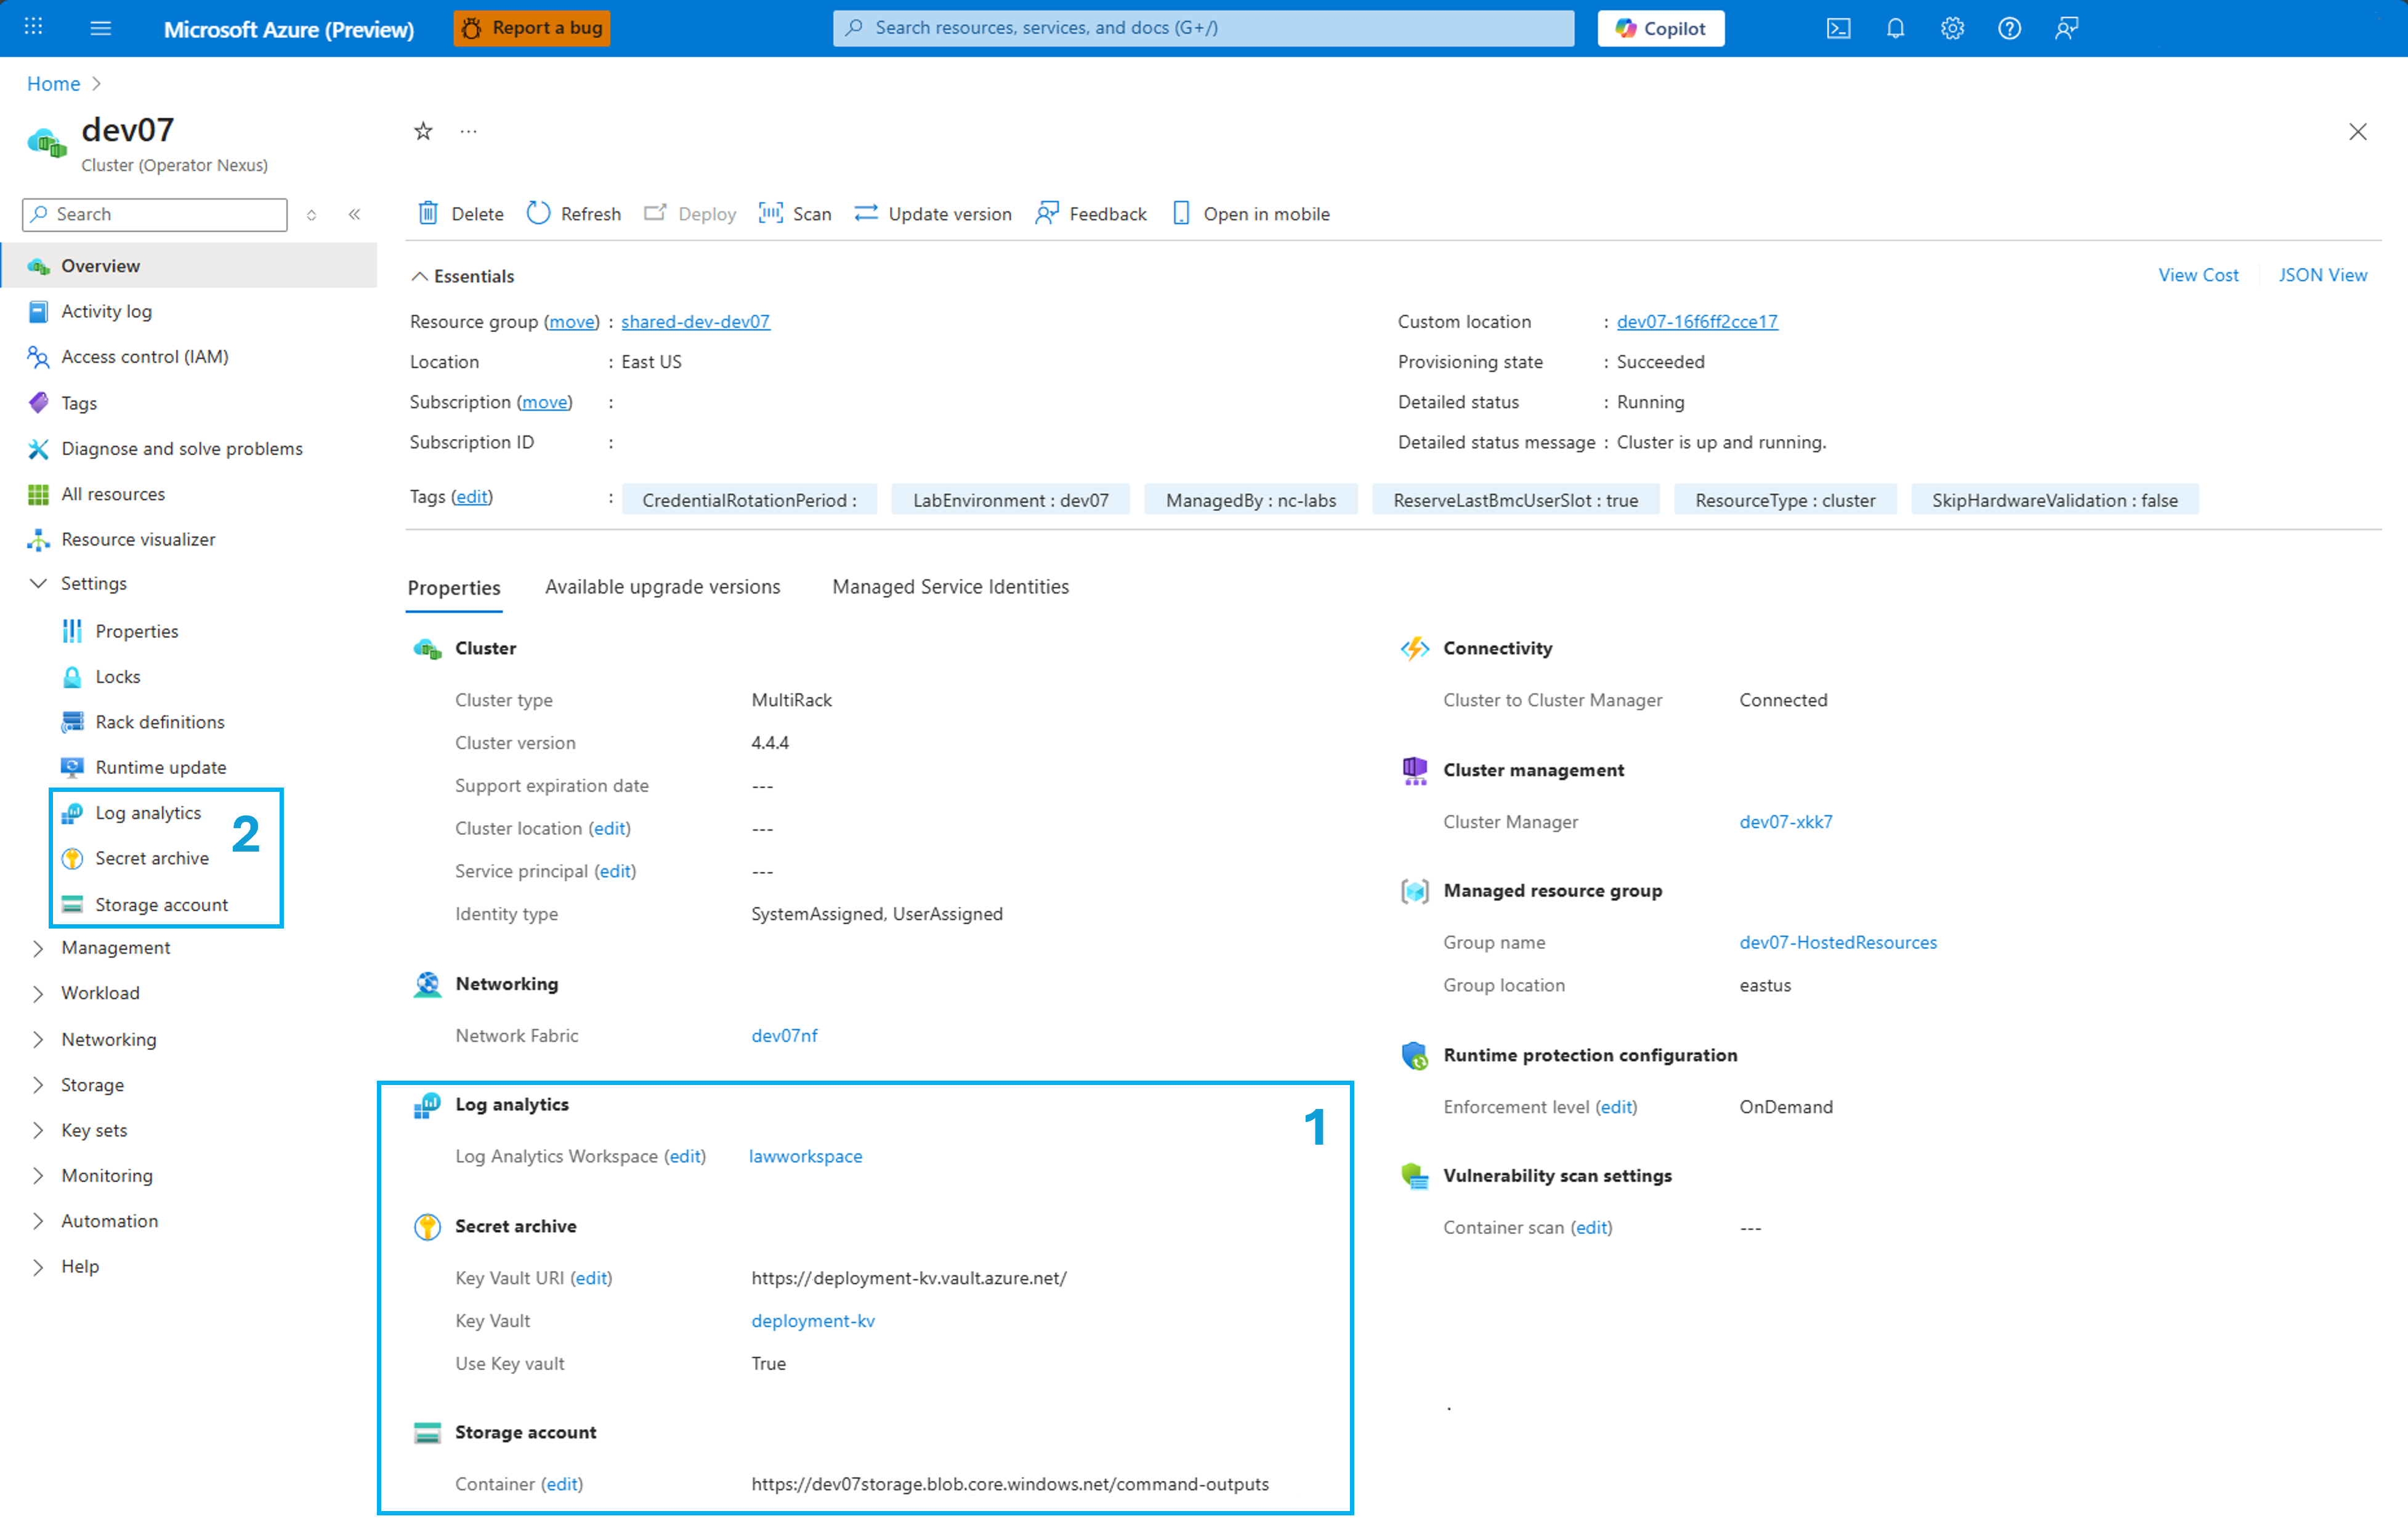 Microsoft Azure (Preview)
Report a bug
Search resources, services, and docs (G+/)
Copilot
Home
dev07
Cluster (Operator Nexus)
Search
Overview
Activity log
Access control (IAM)
Tags
Diagnose and solve problems
All resources
Resource visualizer
Settings
Properties
Locks
Rack definitions
Runtime update
Log analytics
Secret archive
Storage account
2
Management
Workload
Networking
Storage
Key sets
Monitoring
Automation
Help
Delete Refresh Deploy Scan Update version Feedback Open in mobile
Essentials
View Cost JSON View
Resource group (move) : shared-dev-dev07
Location : East US
Subscription (move) :
Subscription ID :
Custom location : dev07-16f6ff2cce17
Provisioning state : Succeeded
Detailed status : Running
Detailed status message : Cluster is up and running.
Tags (edit) : CredentialRotationPeriod : LabEnvironment : dev07 ManagedBy : nc-labs ReserveLastBmcUserSlot : true ResourceType : cluster SkipHardwareValidation : false
Properties Available upgrade versions Managed Service Identities
Cluster
Cluster type MultiRack
Cluster version 4.4.4
Support expiration date ---
Cluster location (edit) ---
Service principal (edit) ---
Identity type SystemAssigned, UserAssigned
Networking
Network Fabric dev07nf
1
Log analytics
Log Analytics Workspace (edit) lawworkspace
Secret archive
Key Vault URI (edit) https://deployment-kv.vault.azure.net/
Key Vault deployment-kv
Use Key vault True
Storage account
Container (edit) https://dev07storage.blob.core.windows.net/command-outputs
Connectivity
Cluster to Cluster Manager Connected
Cluster management
Cluster Manager dev07-xkk7
Managed resource group
Group name dev07-HostedResources
Group location eastus
Runtime protection configuration
Enforcement level (edit) OnDemand
Vulnerability scan settings
Container scan (edit) ---
.